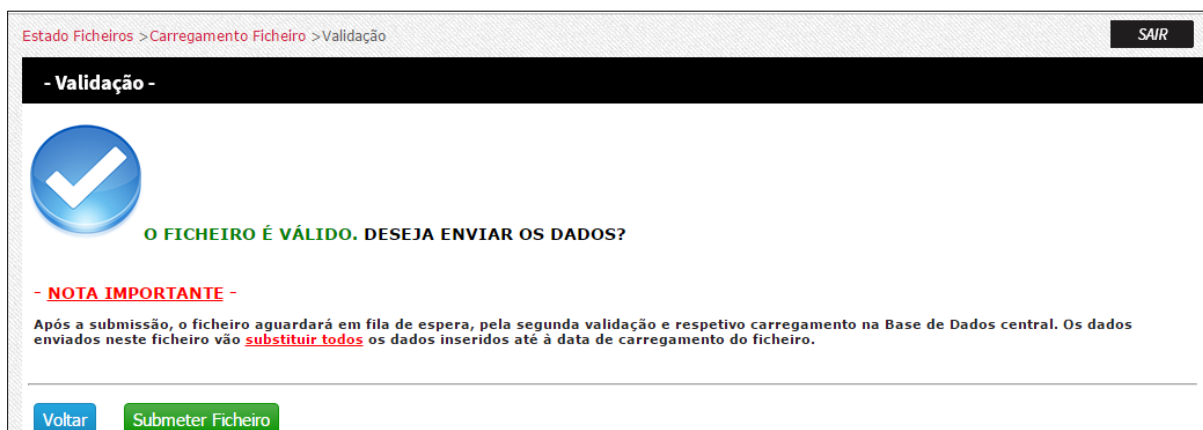 Estado Ficheiros >Carregamento Ficheiro >Validação
SAIR
- Validação -
O FICHEIRO É VÁLIDO. DESEJA ENVIAR OS DADOS?
- NOTA IMPORTANTE -
Após a submissão, o ficheiro aguardará em fila de espera, pela segunda validação e respetivo carregamento na Base de Dados central. Os dados
enviados neste ficheiro vão substituir todos os dados inseridos até à data de carregamento do ficheiro.
Voltar
Submeter Ficheiro